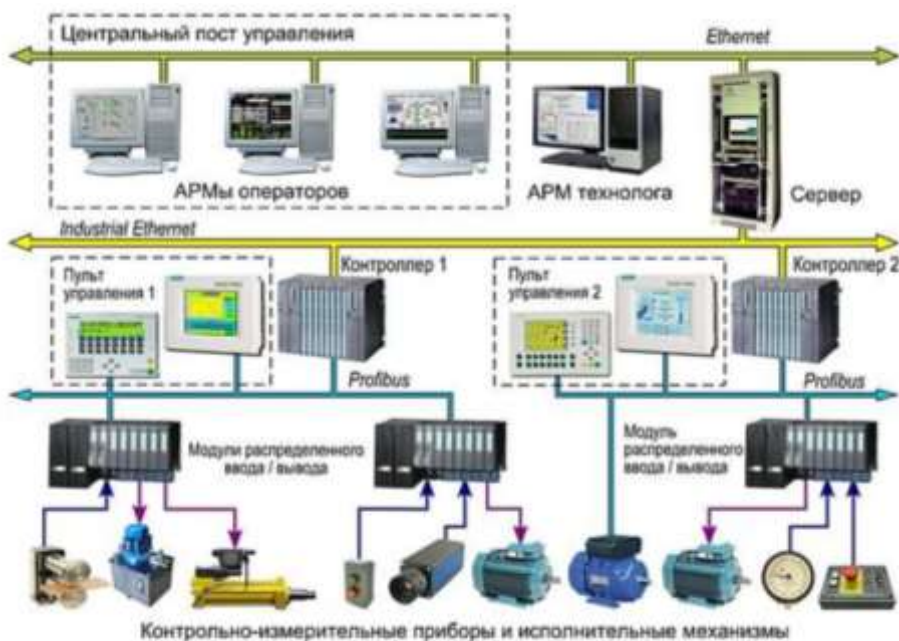 Центральный пост управления
Ethernet
АРМы операторов
АРМ технолога
Сервер
Industrial Ethernet
Пульт
управления 1
Контроллер 1
Пульт
управления 2
Контроллер 2
Profibus
Profibus
Модули распределенного
ввода / вывода
Модуль
распределенного
ввода / вывода
Контрольно-измерительные приборы и исполнительные механизмы